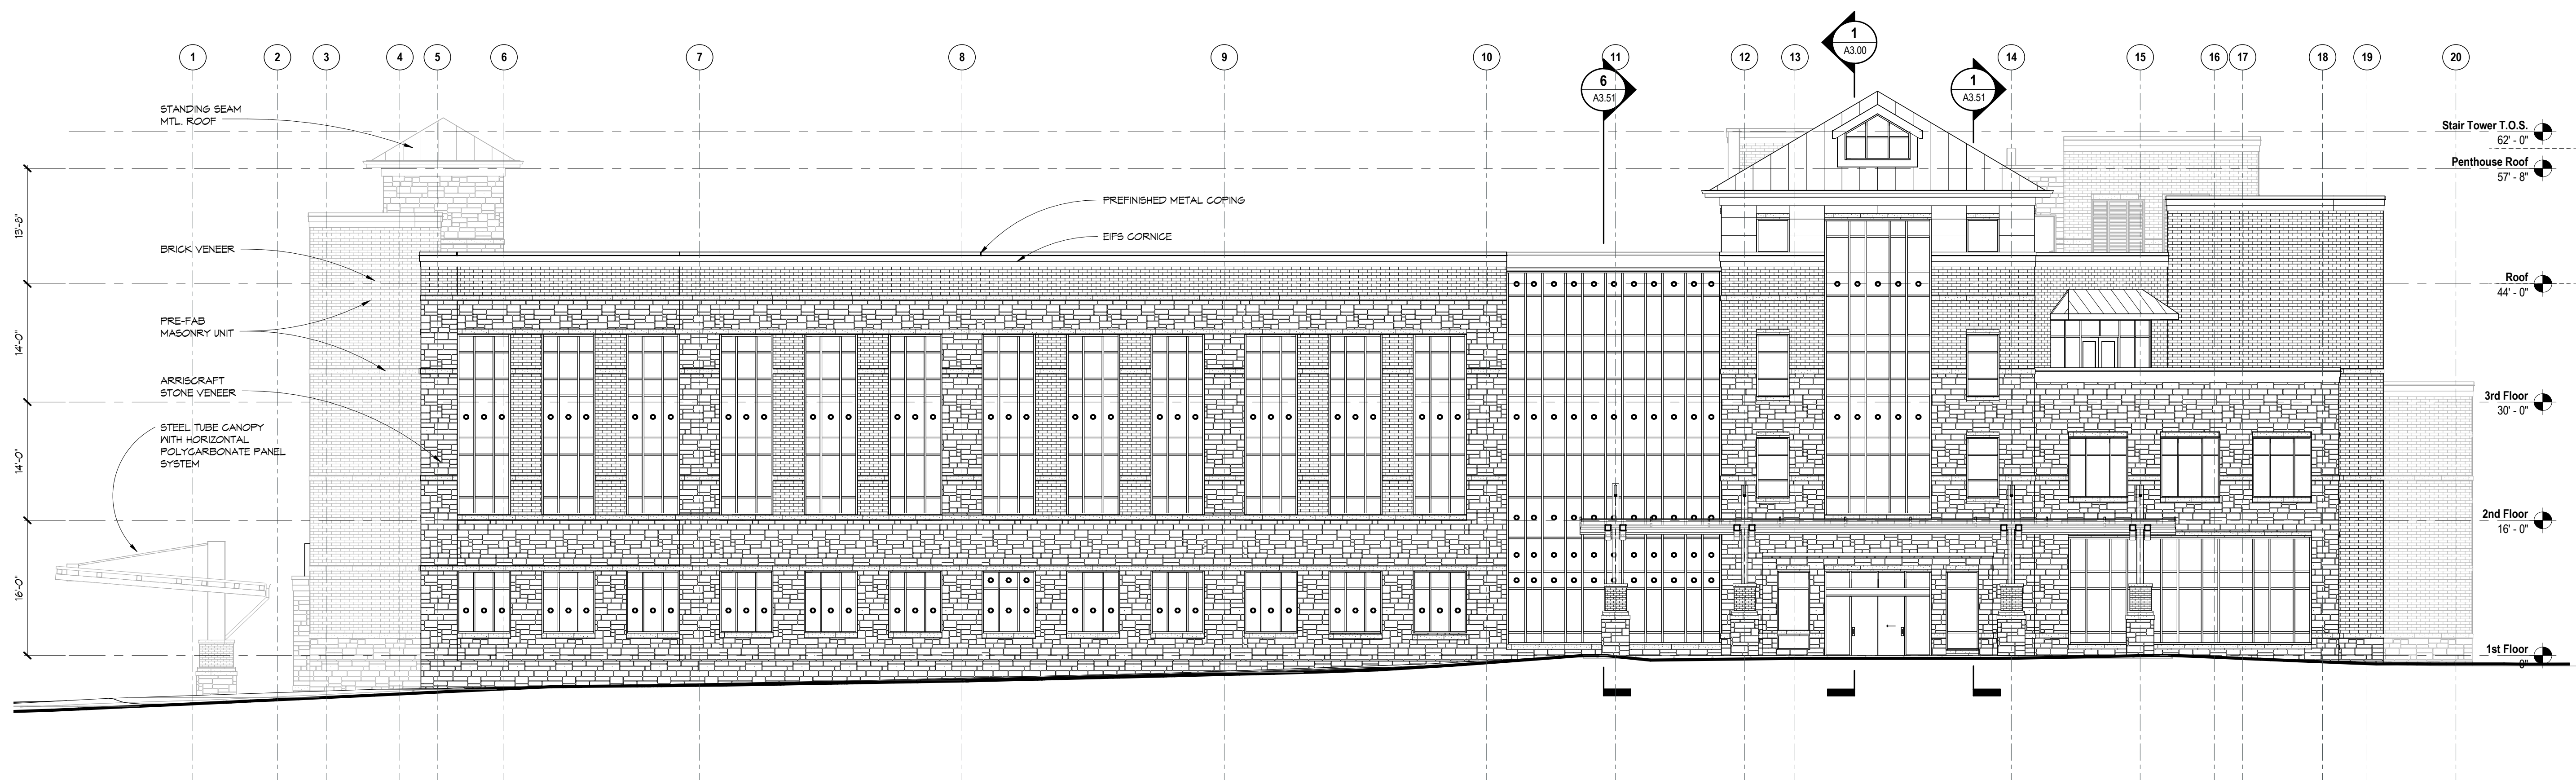 1
2
3
4
5
6
7
8
9
10
11
12
13
14
15
16
17
18
19
20
1
A3.00
6
A3.51
1
A3.51
STANDING SEAM
MTL. ROOF
BRICK VENEER
PRE-FAB
MASONRY UNIT
ARRISCRAFT
STONE VENEER
STEEL TUBE CANOPY
WITH HORIZONTAL
POLYCARBONATE PANEL
SYSTEM
PREFINISHED METAL COPING
EIFS CORNICE
13'-8"
14'-0"
14'-0"
16'-0"
Stair Tower T.O.S.
62' - 0"
Penthouse Roof
57' - 8"
Roof
44' - 0"
3rd Floor
30' - 0"
2nd Floor
16' - 0"
1st Floor
0"